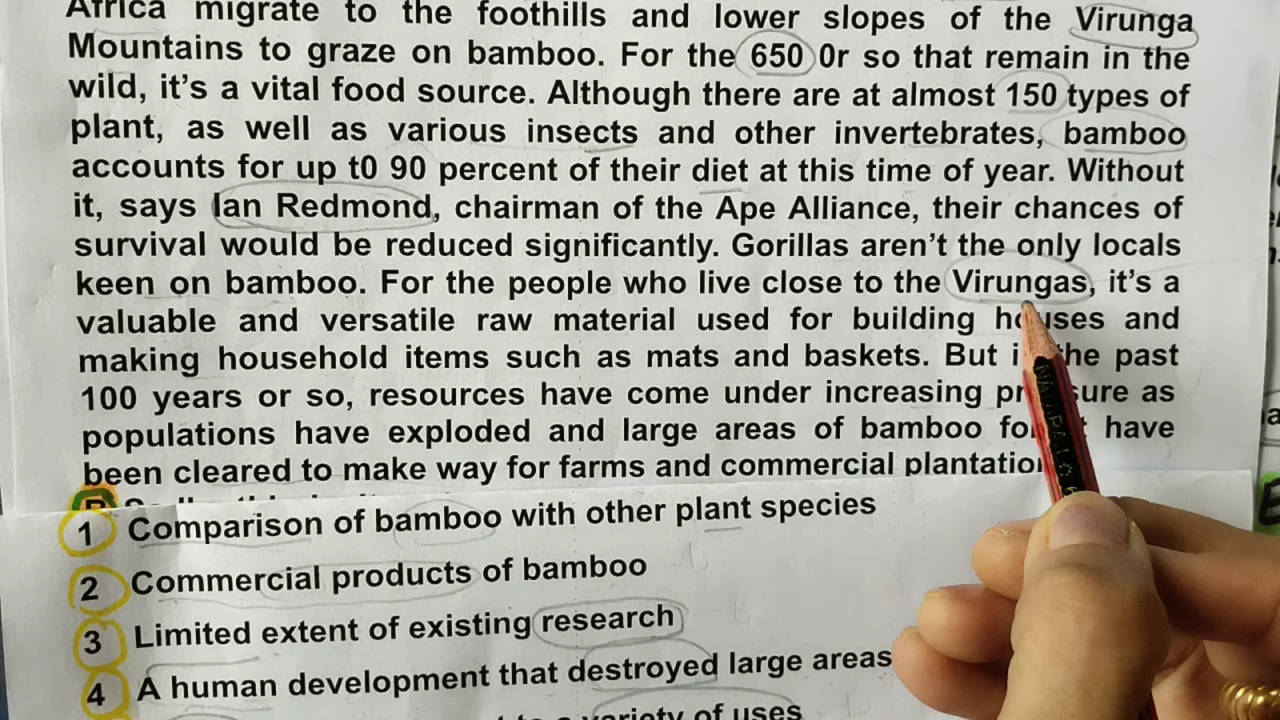 Africa migrate to the foothills and lower slopes of the Virunga
Mountains to graze on bamboo. For the 650 0r so that remain in the
wild, it's a vital food source. Although there are at almost 150 types of
plant, as well as various insects and other invertebrates, bamboo
accounts for up t0 90 percent of their diet at this time of year. Without
it, says Ian Redmond, chairman of the Ape Alliance, their chances of
survival would be reduced significantly. Gorillas aren't the only locals
keen on bamboo. For the people who live close to the Virungas, it's a
valuable and versatile raw material used for building houses and
making household items such as mats and baskets. But the past
100 years or so, resources have come under increasing pressure as
populations have exploded and large areas of bamboo have
been cleared to make way for farms and commercial
1 Comparison of bamboo with other plant species
2 Commercial products of bamboo
3 Limited extent of existing research
4 A human development that destroyed large areas
variety of uses